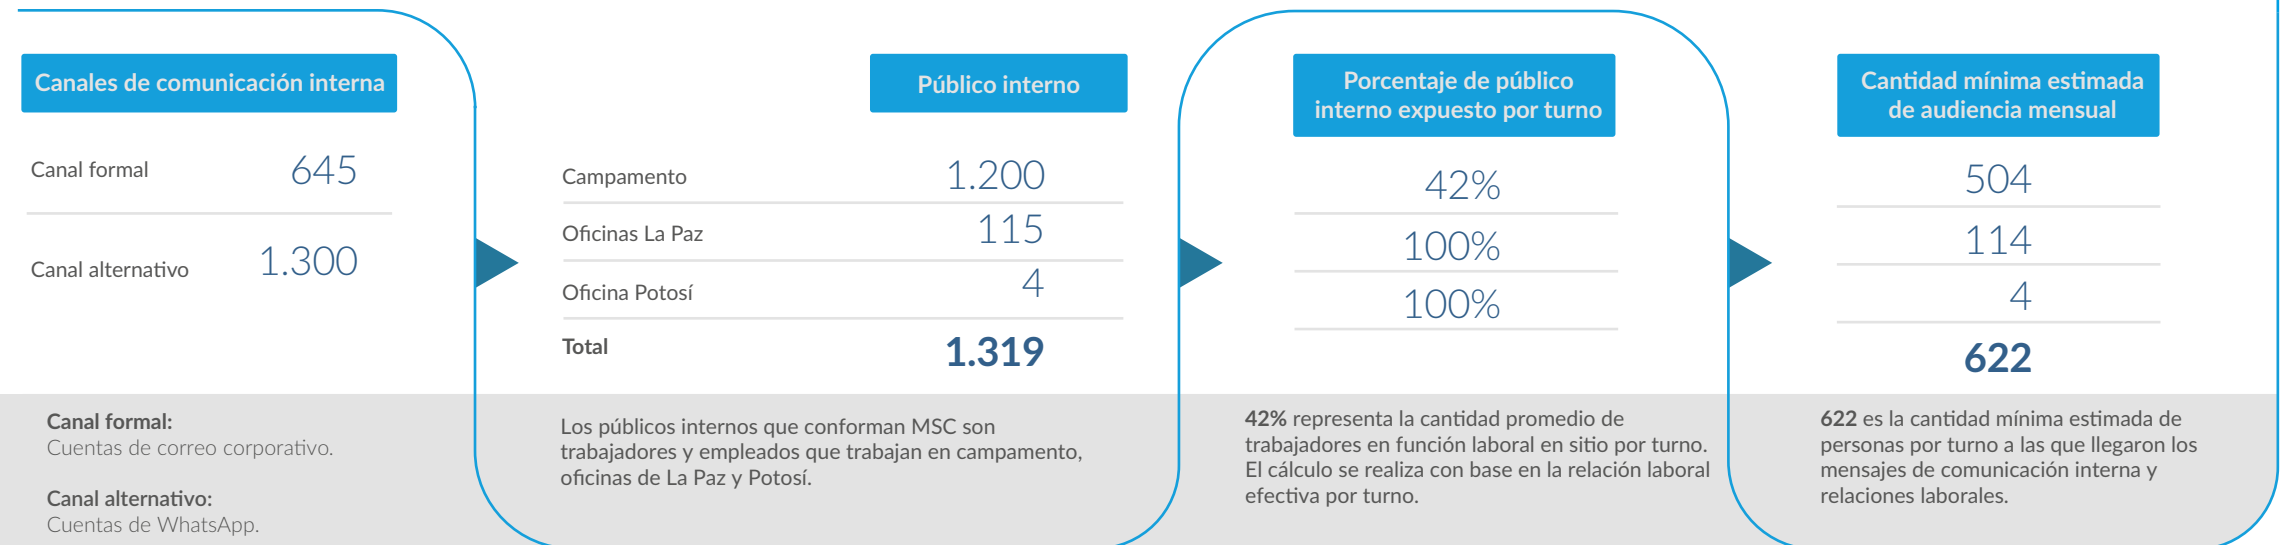 Canales de comunicación interna
Canal formal 645
Canal alternativo 1.300
Canal formal:
Cuentas de correo corporativo.
Canal alternativo:
Cuentas de WhatsApp.
Público interno
Campamento 1.200
Oficinas La Paz 115
Oficina Potosí 4
Total 1.319
Los públicos internos que conforman MSC son
trabajadores y empleados que trabajan en campamento,
oficinas de La Paz y Potosí.
Porcentaje de público
interno expuesto por turno
42%
100%
100%
42% representa la cantidad promedio de
trabajadores en función laboral en sitio por turno.
El cálculo se realiza con base en la relación laboral
efectiva por turno.
Cantidad mínima estimada
de audiencia mensual
504
114
4
622
622 es la cantidad mínima estimada de
personas por turno a las que llegaron los
mensajes de comunicación interna y
relaciones laborales.